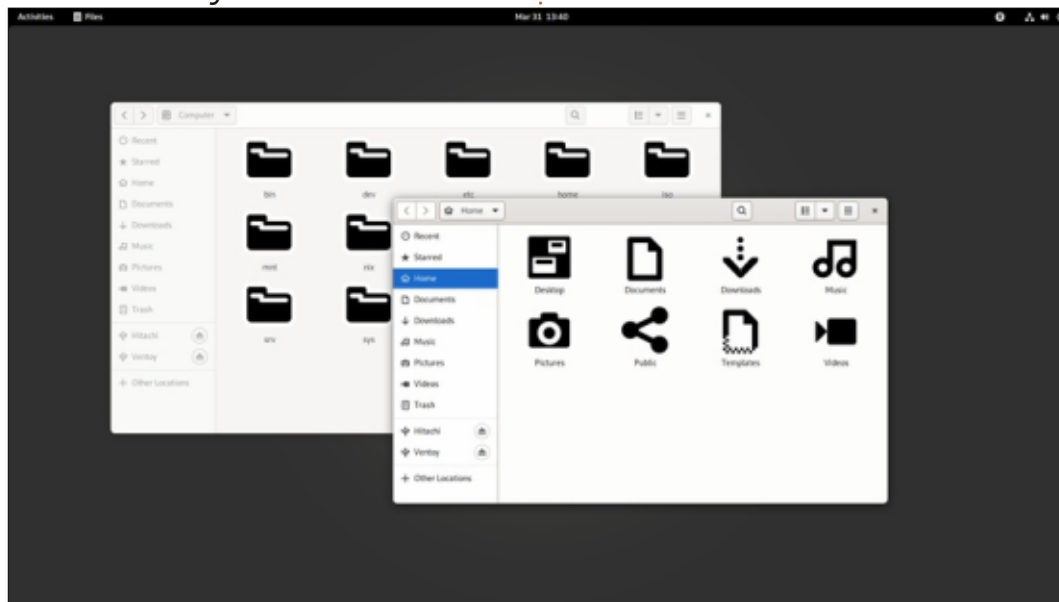 Activities Files Mar 31 13:40
Computer
Recent
Starred
Home
Documents
Downloads
Music
Pictures
Videos
Trash
Hitachi
Ventoy
Other Locations
bin dev etc home iso
mnt nix
srv sys
Home
Recent
Starred
Home
Documents
Downloads
Music
Pictures
Videos
Trash
Hitachi
Ventoy
Other Locations
Desktop Documents Downloads Music
Pictures Public Templates Videos